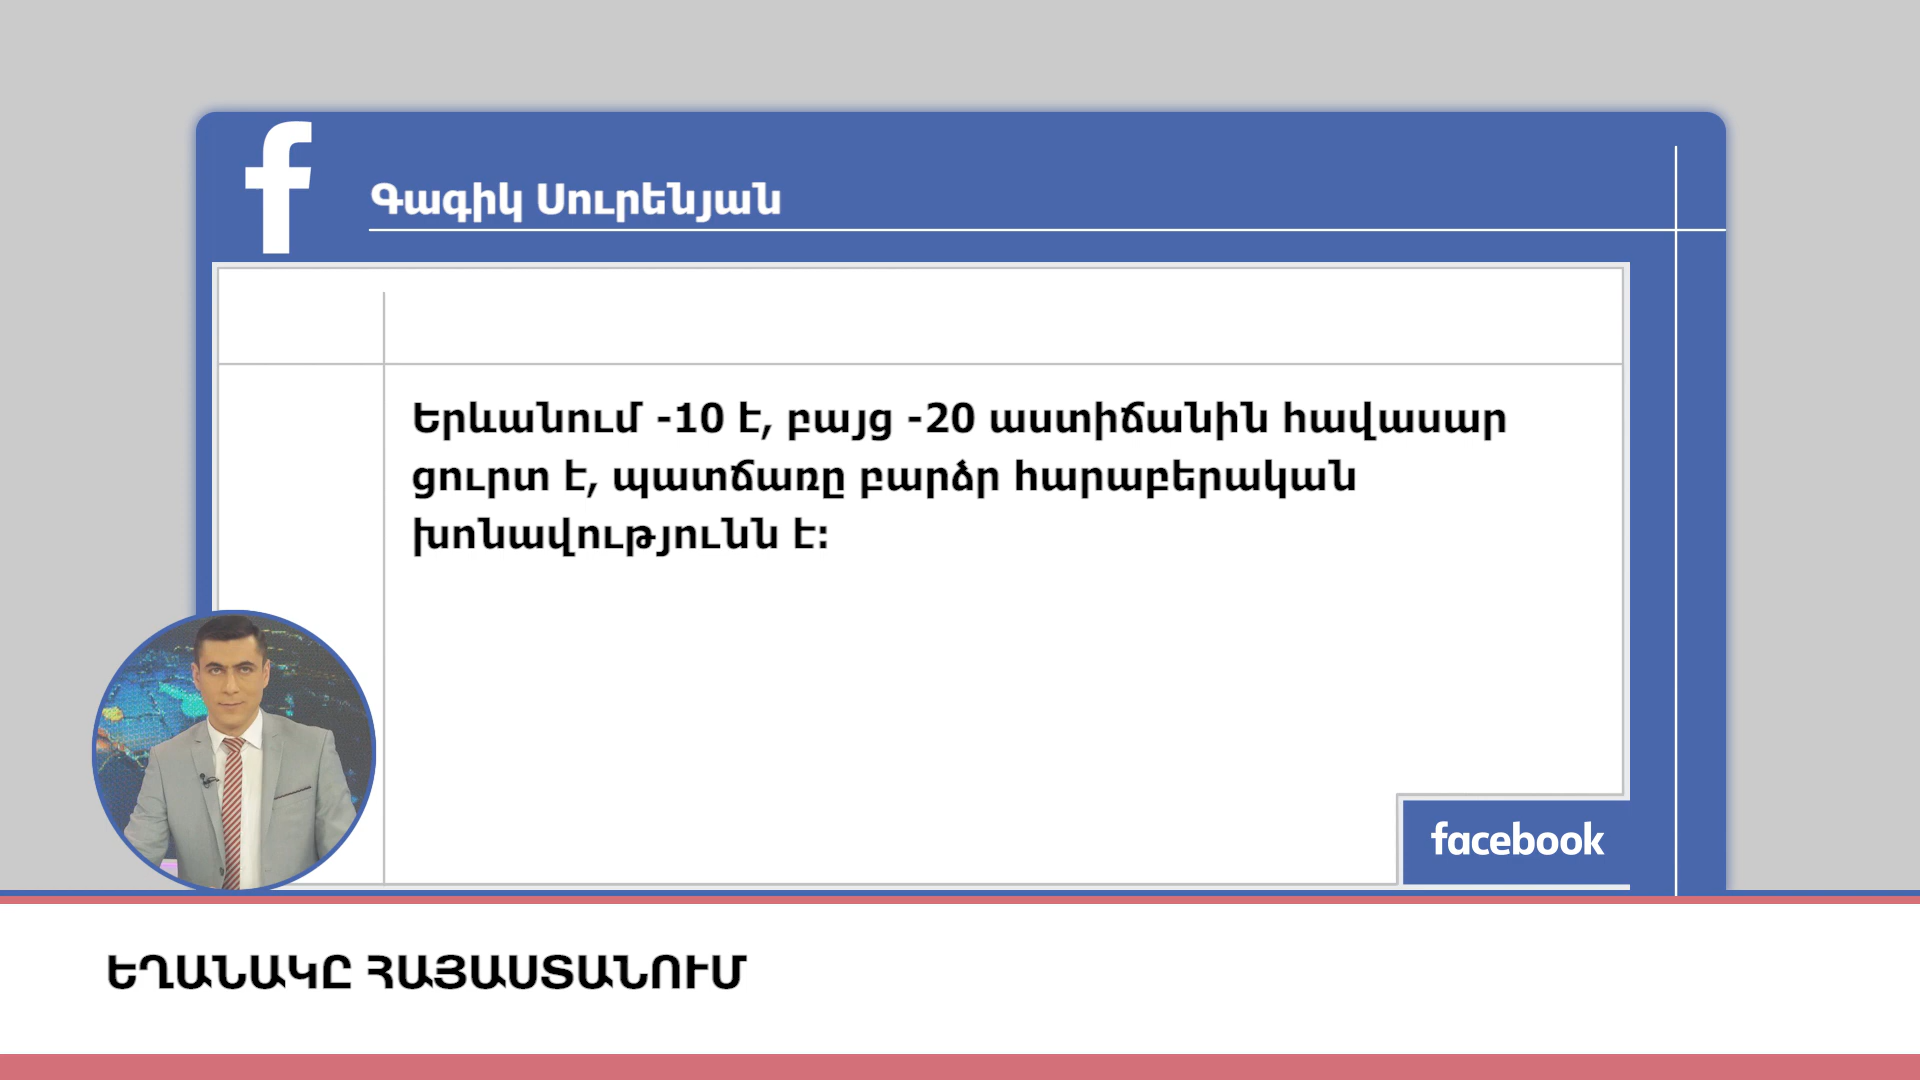 f
Գագիկ Սուրենյան
Երևանում -10 է, բայց -20 աստիճանին հավասար
ցուրտ է, պատճառը բարձր հարաբերական
խոնավությունն է:
facebook
ԵՂԱՆԱԿԸ ՀԱՅԱՍՏԱՆՈՒՄ